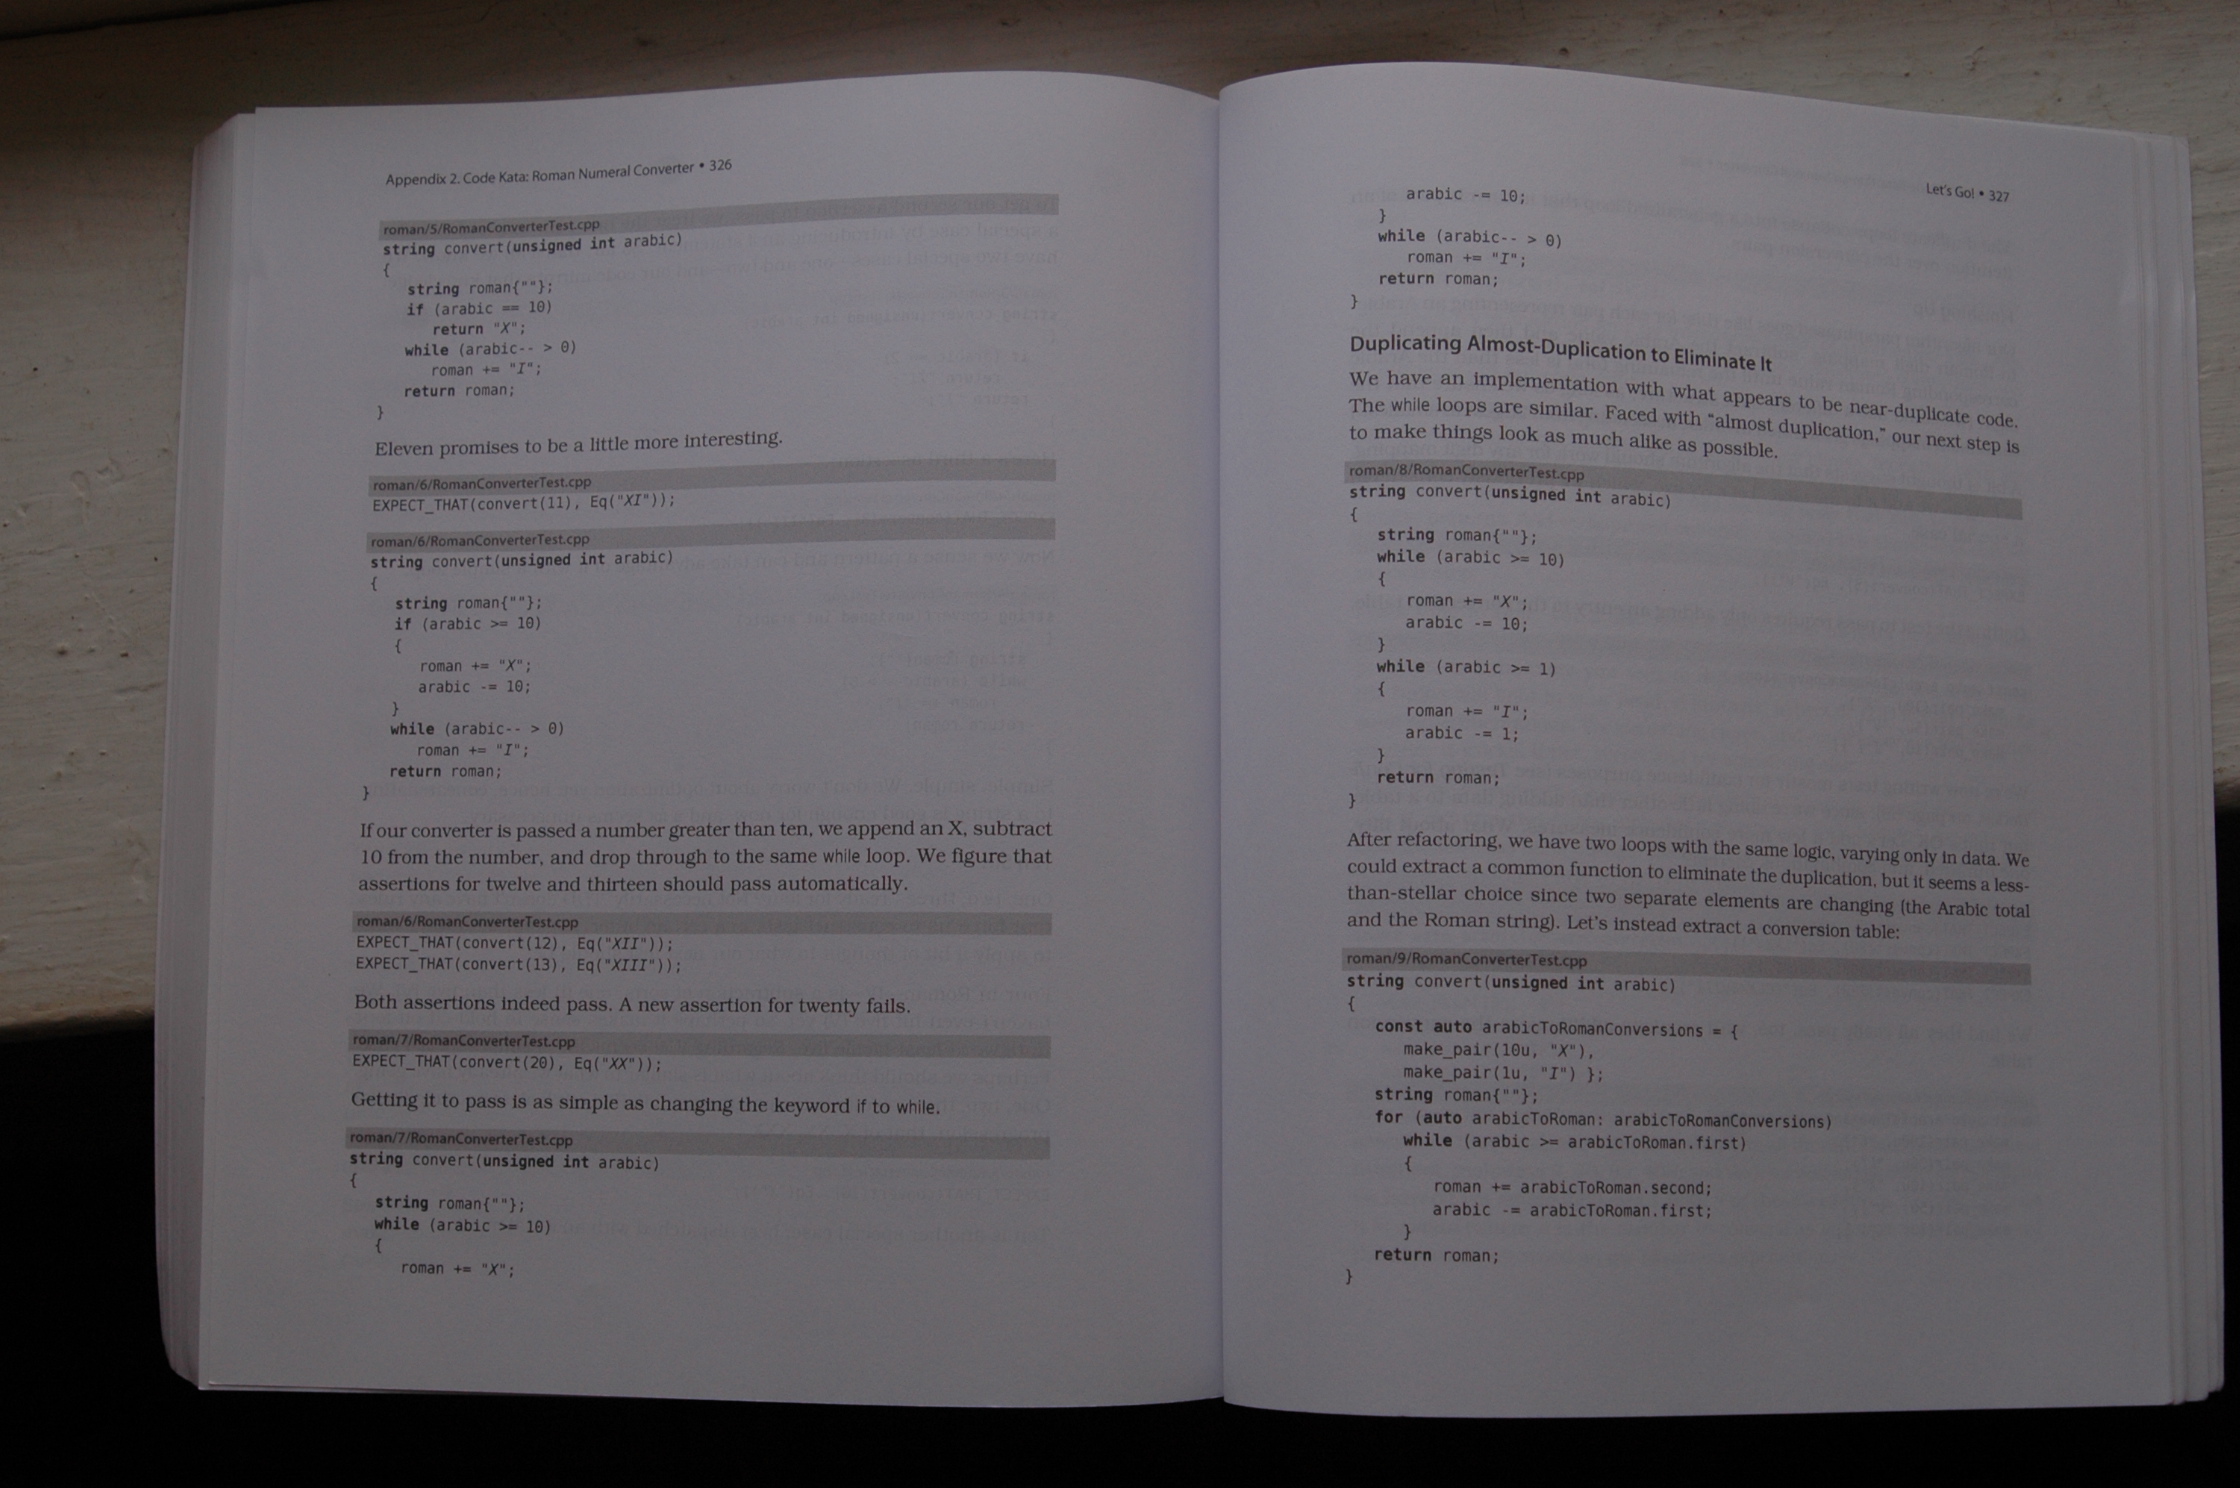 Appendix 2. Code Kata: Roman Numeral Converter • 326
roman/5/RomanConverterTest.cpp
string convert(unsigned int arabic)
{
   string roman{""};
   if (arabic == 10)
      return "X";
   while (arabic-- > 0)
      roman += "I";
   return roman;
}
Eleven promises to be a little more interesting.
roman/6/RomanConverterTest.cpp
EXPECT_THAT(convert(11), Eq("XI"));
roman/6/RomanConverterTest.cpp
string convert(unsigned int arabic)
{
   string roman{""};
   if (arabic >= 10)
   {
      roman += "X";
      arabic -= 10;
   }
   while (arabic-- > 0)
      roman += "I";
   return roman;
}
If our converter is passed a number greater than ten, we append an X, subtract
10 from the number, and drop through to the same while loop. We figure that
assertions for twelve and thirteen should pass automatically.
roman/6/RomanConverterTest.cpp
EXPECT_THAT(convert(12), Eq("XII"));
EXPECT_THAT(convert(13), Eq("XIII"));
Both assertions indeed pass. A new assertion for twenty fails.
roman/7/RomanConverterTest.cpp
EXPECT_THAT(convert(20), Eq("XX"));
Getting it to pass is as simple as changing the keyword if to while.
roman/7/RomanConverterTest.cpp
string convert(unsigned int arabic)
{
   string roman{""};
   while (arabic >= 10)
   {
      roman += "X";
Let's Go! • 327
      arabic -= 10;
   }
   while (arabic-- > 0)
      roman += "I";
   return roman;
}
Duplicating Almost-Duplication to Eliminate It
We have an implementation with what appears to be near-duplicate code.
The while loops are similar. Faced with "almost duplication," our next step is
to make things look as much alike as possible.
roman/8/RomanConverterTest.cpp
string convert(unsigned int arabic)
{
   string roman{""};
   while (arabic >= 10)
   {
      roman += "X";
      arabic -= 10;
   }
   while (arabic >= 1)
   {
      roman += "I";
      arabic -= 1;
   }
   return roman;
}
After refactoring, we have two loops with the same logic, varying only in data. We
could extract a common function to eliminate the duplication, but it seems a less-
than-stellar choice since two separate elements are changing (the Arabic total
and the Roman string). Let's instead extract a conversion table:
roman/9/RomanConverterTest.cpp
string convert(unsigned int arabic)
{
   const auto arabicToRomanConversions = {
      make_pair(10u, "X"),
      make_pair(1u, "I") };
   string roman{""};
   for (auto arabicToRoman: arabicToRomanConversions)
      while (arabic >= arabicToRoman.first)
      {
         roman += arabicToRoman.second;
         arabic -= arabicToRoman.first;
      }
   return roman;
}